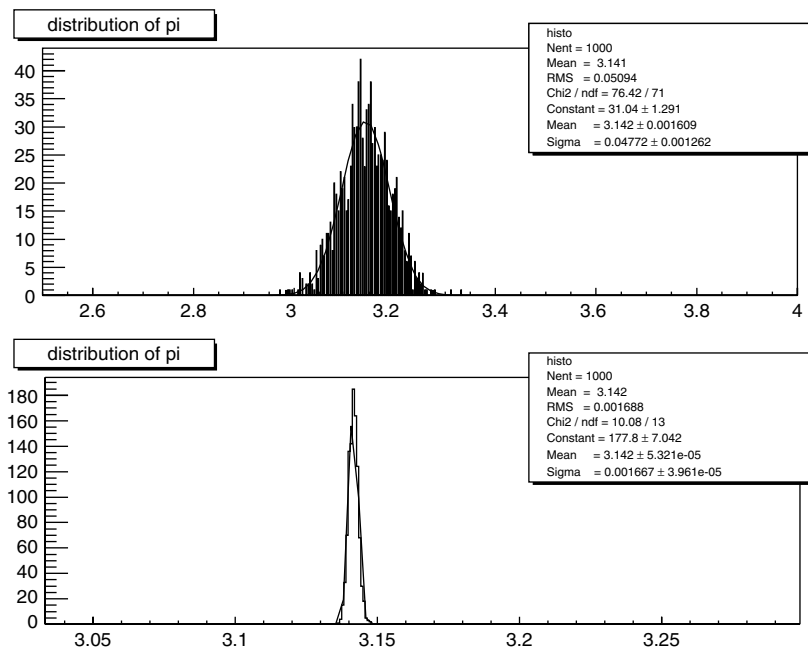 distribution of pi
histo
Nent = 1000
Mean = 3.141
RMS = 0.05094
Chi2 / ndf = 76.42 / 71
Constant = 31.04 ± 1.291
Mean = 3.142 ± 0.001609
Sigma = 0.04772 ± 0.001262
40
35
30
25
20
15
10
5
0
2.6 2.8 3 3.2 3.4 3.6 3.8 4
distribution of pi
histo
Nent = 1000
Mean = 3.142
RMS = 0.001688
Chi2 / ndf = 10.08 / 13
Constant = 177.8 ± 7.042
Mean = 3.142 ± 5.321e-05
Sigma = 0.001667 ± 3.961e-05
180
160
140
120
100
80
60
40
20
0
3.05 3.1 3.15 3.2 3.25